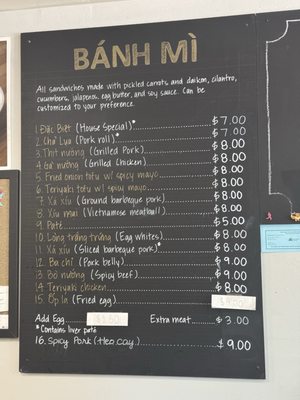 BÁNH MÌ
All sandwiches made with pickled carrots and daikon, cilantro,
cucumbers, jalapenos, egg butter, and soy sauce. Can be
customized to your preference.
1. Đặc Biệt (House Special)* $7.00
2. Chả Lụa (Pork roll)* $7.00
3. Thịt nướng (Grilled Pork) $8.00
4. Gà nướng (Grilled Chicken) $8.00
5. Fried onion tofu w/ spicy mayo $8.00
6. Teriyaki tofu w/ spicy mayo $8.00
7. Xá xíu (Ground barbeque pork) $8.00
8. Xíu mại (Vietnamese meatball) $8.00
9. Patê $5.00
10. Lòng trắng trứng (Egg whites) $8.00
11. Xá xíu (Sliced barbeque pork)* $8.00
12. Ba chỉ (Pork belly) $9.00
13. Bò nướng (Spicy beef) $9.00
14. Teriyaki chicken $8.00
15. Ốp la (Fried egg)
Add Egg Extra meat $3.00
*Contains liver paté
16. Spicy Pork (Heo cay) $9.00